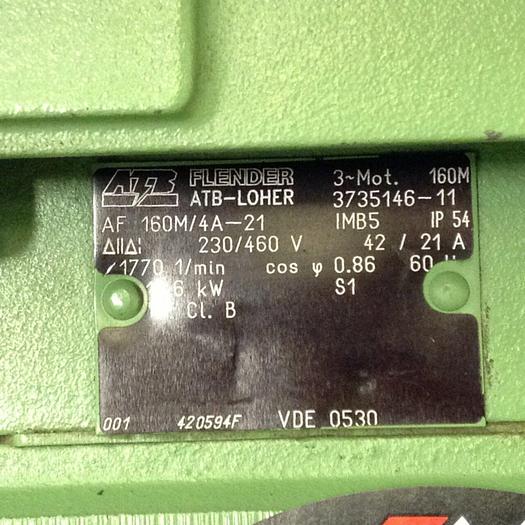 ATB FLENDER 3~Mot. 160M
ATB-LOHER 3735146-11
AF 160M/4A-21 IMB5 IP 54
230/460 V 42 / 21 A
1770 1/min cos φ 0.86 60
kW S1
Cl. B
001 420594F VDE 0530